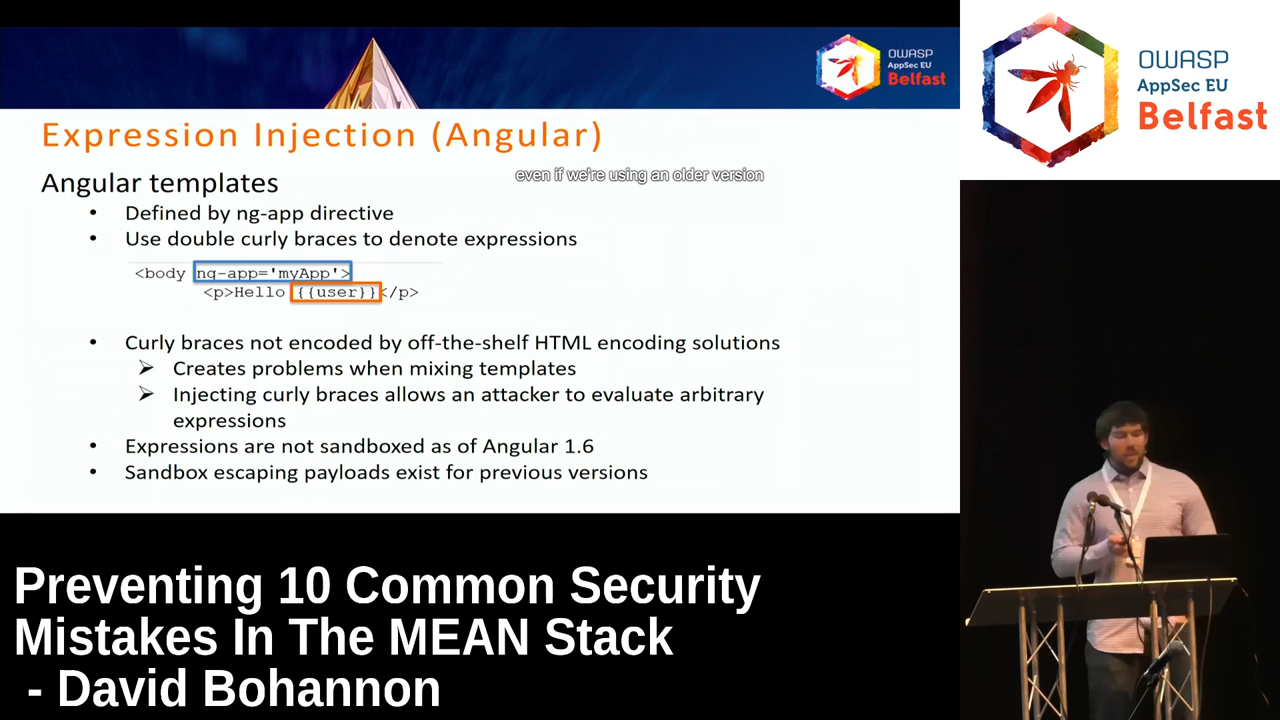 OWASP
AppSec EU
Belfast
OWASP
AppSec EU
Belfast
Expression Injection (Angular)
even if we're using an older version
Angular templates
• Defined by ng-app directive
• Use double curly braces to denote expressions
<body ng-app='myApp'>
<p>Hello {{user}}</p>
• Curly braces not encoded by off-the-shelf HTML encoding solutions
➢ Creates problems when mixing templates
➢ Injecting curly braces allows an attacker to evaluate arbitrary
expressions
• Expressions are not sandboxed as of Angular 1.6
• Sandbox escaping payloads exist for previous versions
Preventing 10 Common Security
Mistakes In The MEAN Stack
- David Bohannon